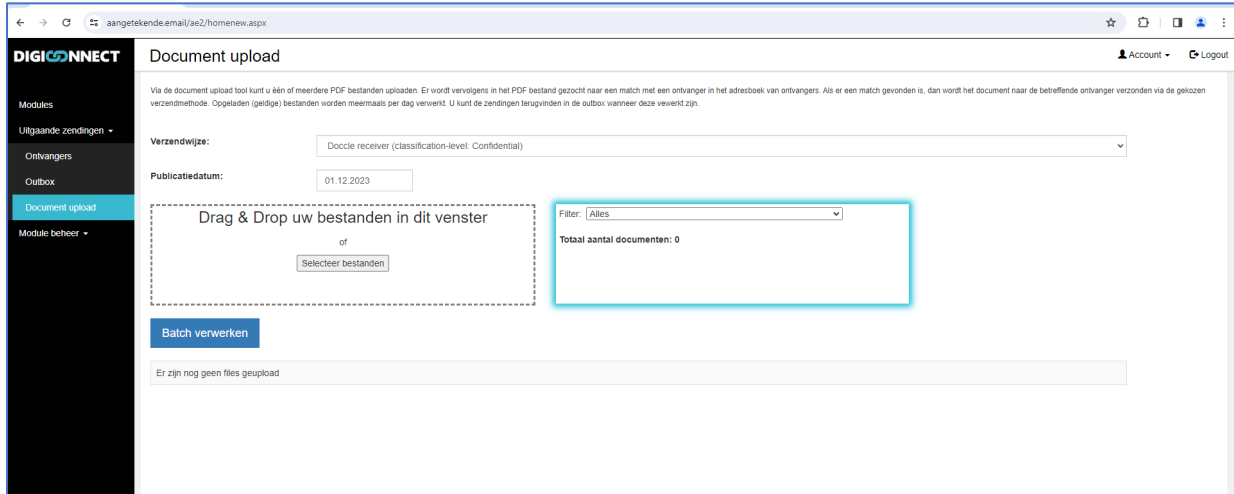 aangetekende.email/ae2/homenew.aspx
DIGICONNECT
Document upload
Account
Logout
Modules
Uitgaande zendingen
Ontvangers
Outbox
Document upload
Module beheer
Via de document upload tool kunt u één of meerdere PDF bestanden uploaden. Er wordt vervolgens in het PDF bestand gezocht naar een match met een ontvanger in het adresboek van ontvangers. Als er een match gevonden is, dan wordt het document naar de betreffende ontvanger verzonden via de gekozen
verzendmethode. Opgeladen (geldige) bestanden worden meermaals per dag verwerkt. U kunt de zendingen terugvinden in de outbox wanneer deze vewerkt zijn.
Verzendwijze:
Doccle receiver (classification-level: Confidential)
Publicatiedatum:
01.12.2023
Drag & Drop uw bestanden in dit venster
of
Selecteer bestanden
Filter: Alles
Totaal aantal documenten: 0
Batch verwerken
Er zijn nog geen files geupload